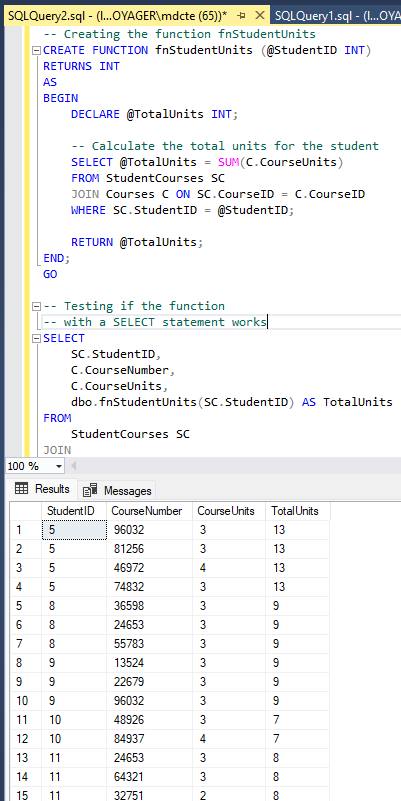 SQLQuery2.sql - (l...OYAGER\mdcte (65))* SQLQuery1.sql - (l...OYA
-- Creating the function fnStudentUnits
CREATE FUNCTION fnStudentUnits (@StudentID INT)
RETURNS INT
AS
BEGIN
DECLARE @TotalUnits INT;
-- Calculate the total units for the student
SELECT @TotalUnits = SUM(C.CourseUnits)
FROM StudentCourses SC
JOIN Courses C ON SC.CourseID = C.CourseID
WHERE SC.StudentID = @StudentID;
RETURN @TotalUnits;
END;
GO
-- Testing if the function
-- with a SELECT statement works
SELECT
SC.StudentID,
C.CourseNumber,
C.CourseUnits,
dbo.fnStudentUnits(SC.StudentID) AS TotalUnits
FROM
StudentCourses SC
JOIN
100 %
Results Messages
StudentID CourseNumber CourseUnits TotalUnits
1 5 96032 3 13
2 5 81256 3 13
3 5 46972 4 13
4 5 74832 3 13
5 8 36598 3 9
6 8 24653 3 9
7 8 55783 3 9
8 9 13524 3 9
9 9 22679 3 9
10 9 96032 3 9
11 10 48926 3 7
12 10 84937 4 7
13 11 24653 3 8
14 11 64321 3 8
15 11 32751 2 8